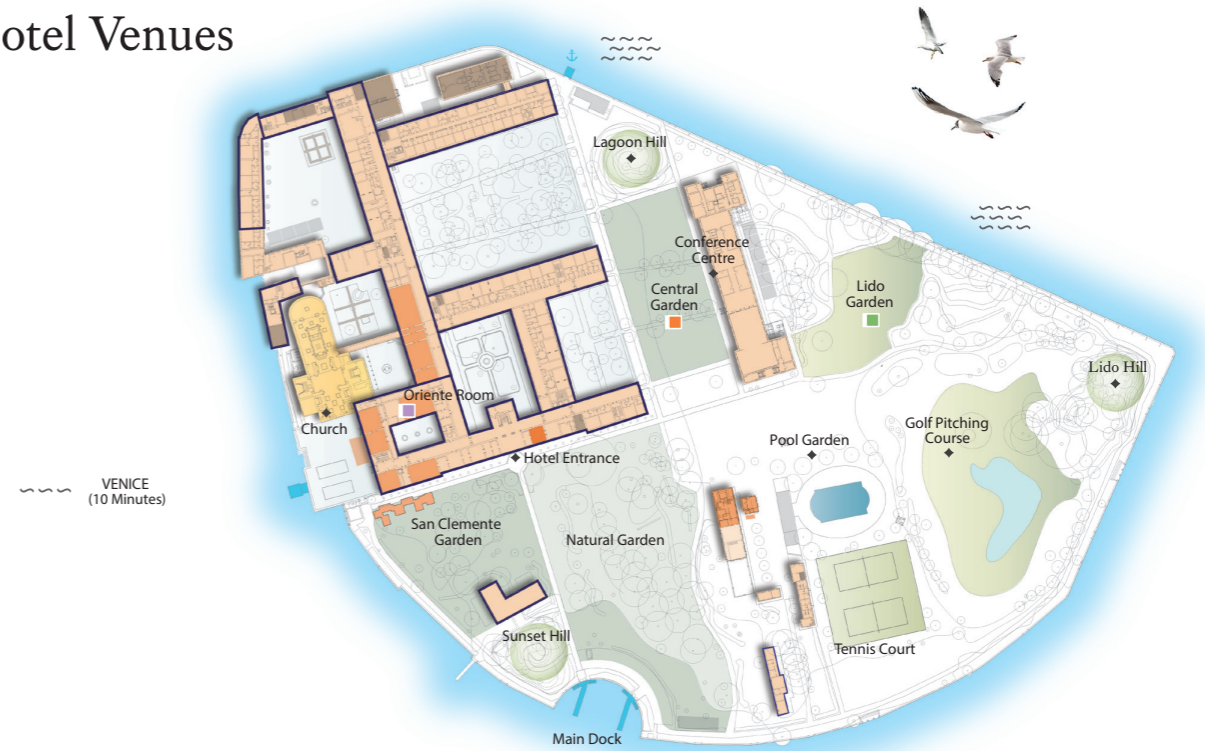 otel Venues
Lagoon Hill
Conference
Centre
Central
Garden
Lido
Garden
Lido Hill
Oriente Room
Church
Golf Pitching
Course
Pool Garden
Hotel Entrance
VENICE
(10 Minutes)
San Clemente
Garden
Natural Garden
Sunset Hill
Tennis Court
Main Dock